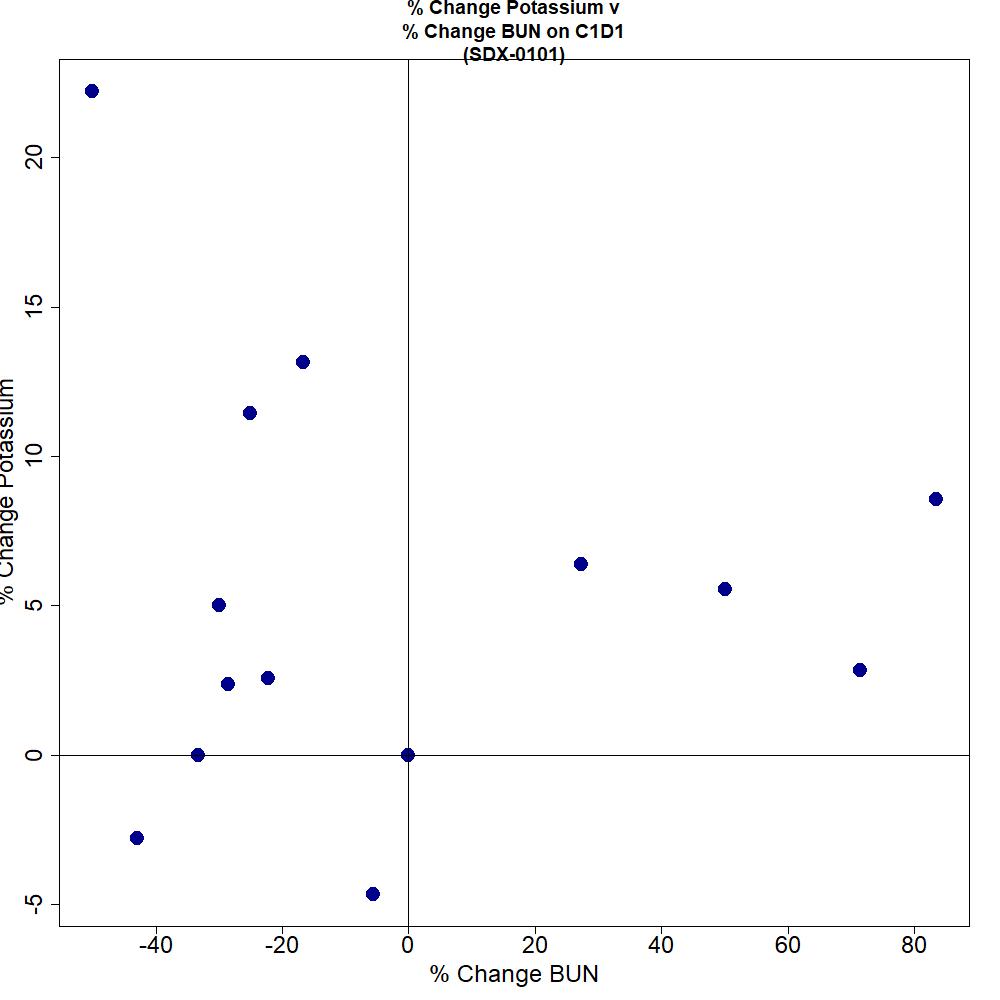 % Change Potassium v
% Change BUN on C1D1
(SDX-0101)
% Change Potassium
20
15
10
5
0
-5
-40 -20 0 20 40 60 80
% Change BUN